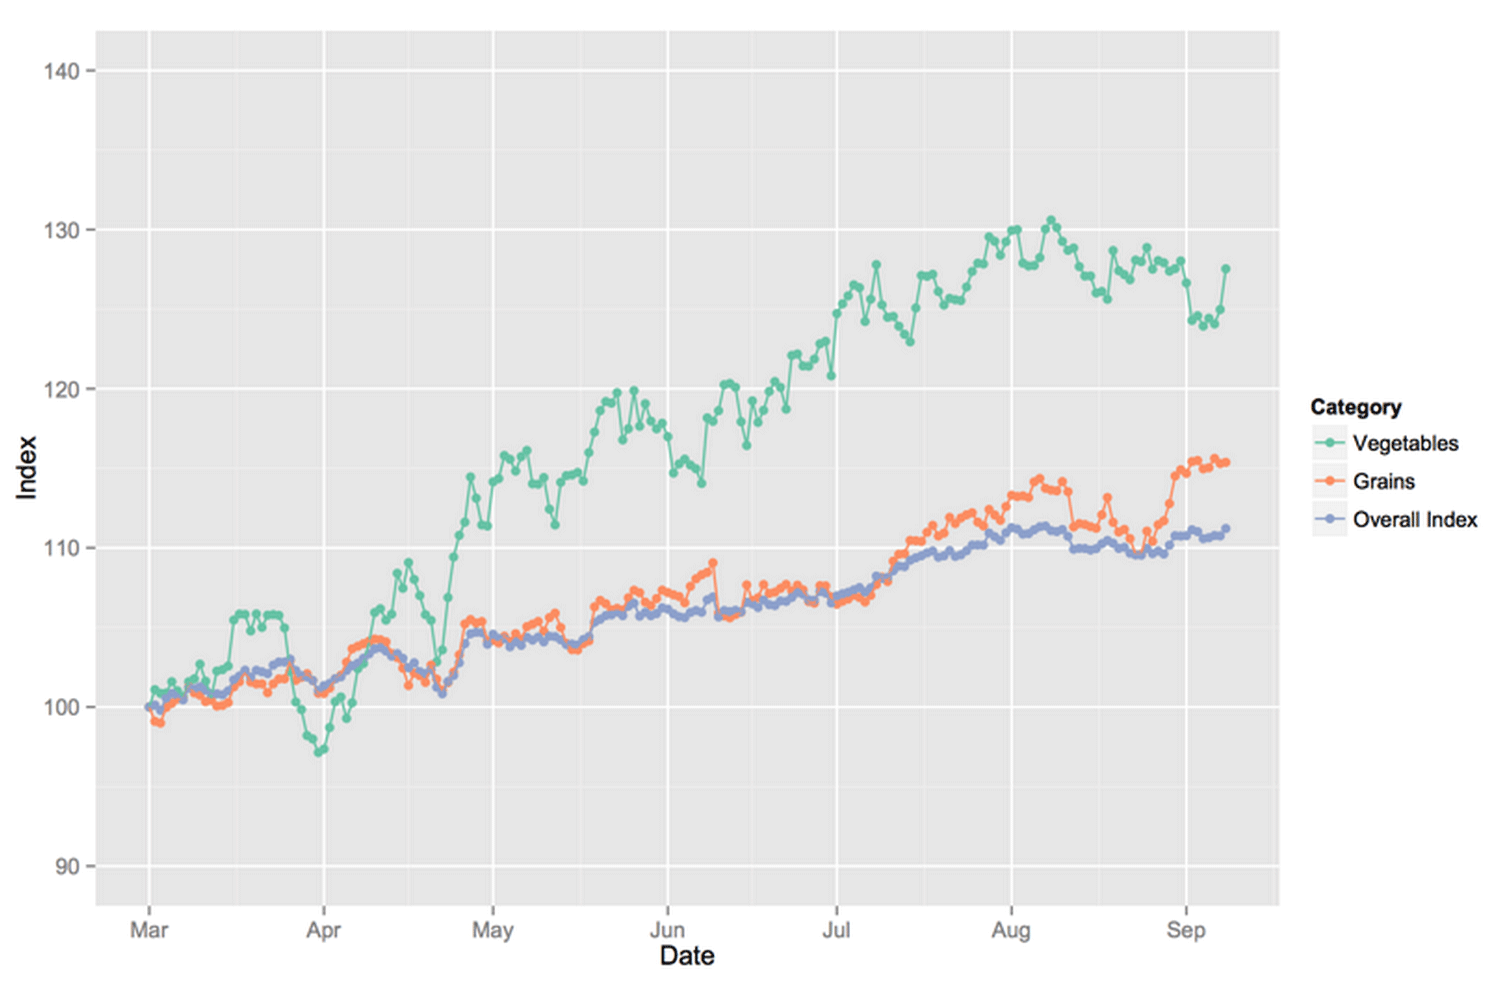 140
130
120
110
100
90
Index
Mar Apr May Jun Jul Aug Sep
Date
Category
Vegetables
Grains
Overall Index